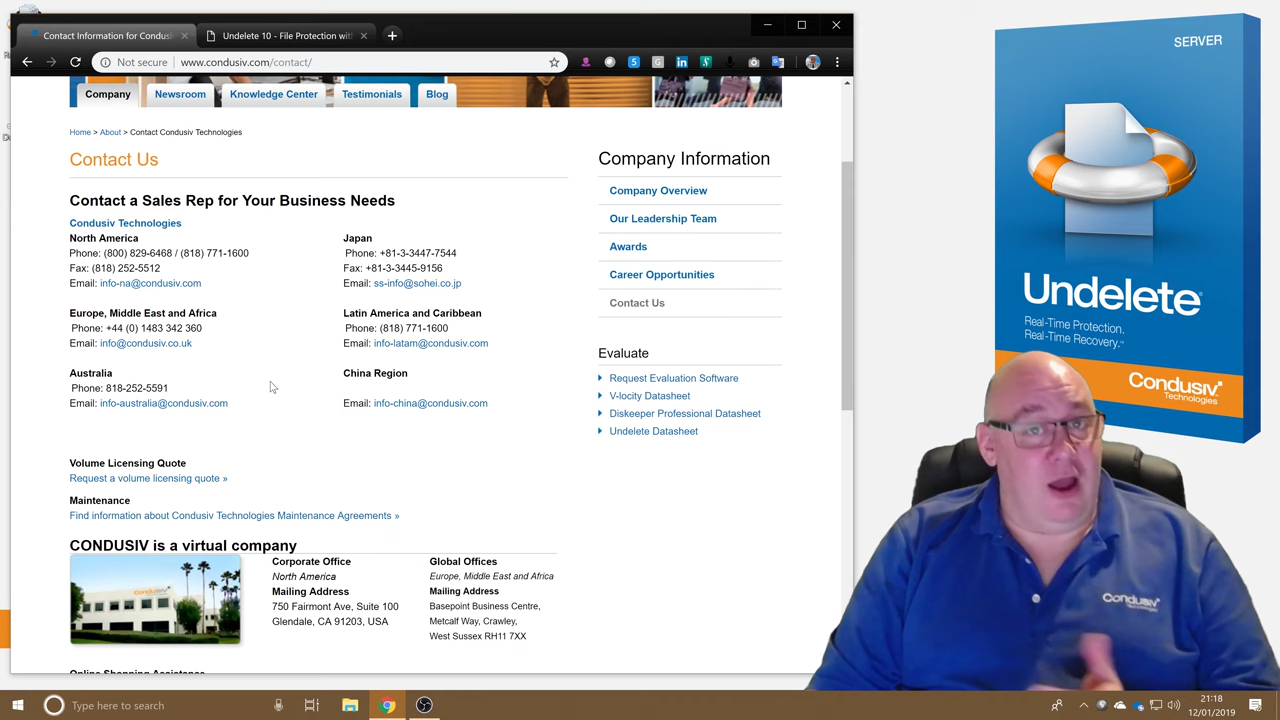 Contact Information for Condusi
Undelete 10 - File Protection with
Not secure
www.condusiv.com/contact/
Company
Newsroom
Knowledge Center
Testimonials
Blog
Home > About > Contact Condusiv Technologies
Contact Us
Contact a Sales Rep for Your Business Needs
Condusiv Technologies
North America
Phone: (800) 829-6468 / (818) 771-1600
Fax: (818) 252-5512
Email: info-na@condusiv.com
Japan
Phone: +81-3-3447-7544
Fax: +81-3-3445-9156
Email: ss-info@sohei.co.jp
Europe, Middle East and Africa
Phone: +44 (0) 1483 342 360
Email: info@condusiv.co.uk
Latin America and Caribbean
Phone: (818) 771-1600
Email: info-latam@condusiv.com
Australia
Phone: 818-252-5591
Email: info-australia@condusiv.com
China Region
Email: info-china@condusiv.com
Volume Licensing Quote
Request a volume licensing quote »
Maintenance
Find information about Condusiv Technologies Maintenance Agreements »
CONDUSIV is a virtual company
Corporate Office
North America
Mailing Address
750 Fairmont Ave, Suite 100
Glendale, CA 91203, USA
Global Offices
Europe, Middle East and Africa
Mailing Address
Basepoint Business Centre,
Metcalf Way, Crawley,
West Sussex RH11 7XX
Online Shopping Assistance
Company Information
Company Overview
Our Leadership Team
Awards
Career Opportunities
Contact Us
Evaluate
Request Evaluation Software
V-locity Datasheet
Diskeeper Professional Datasheet
Undelete Datasheet
SERVER
Undelete®
Real-Time Protection,
Real-Time Recovery.™
Condusiv
Technologies
Condusiv
Type here to search
21:18
12/01/2019